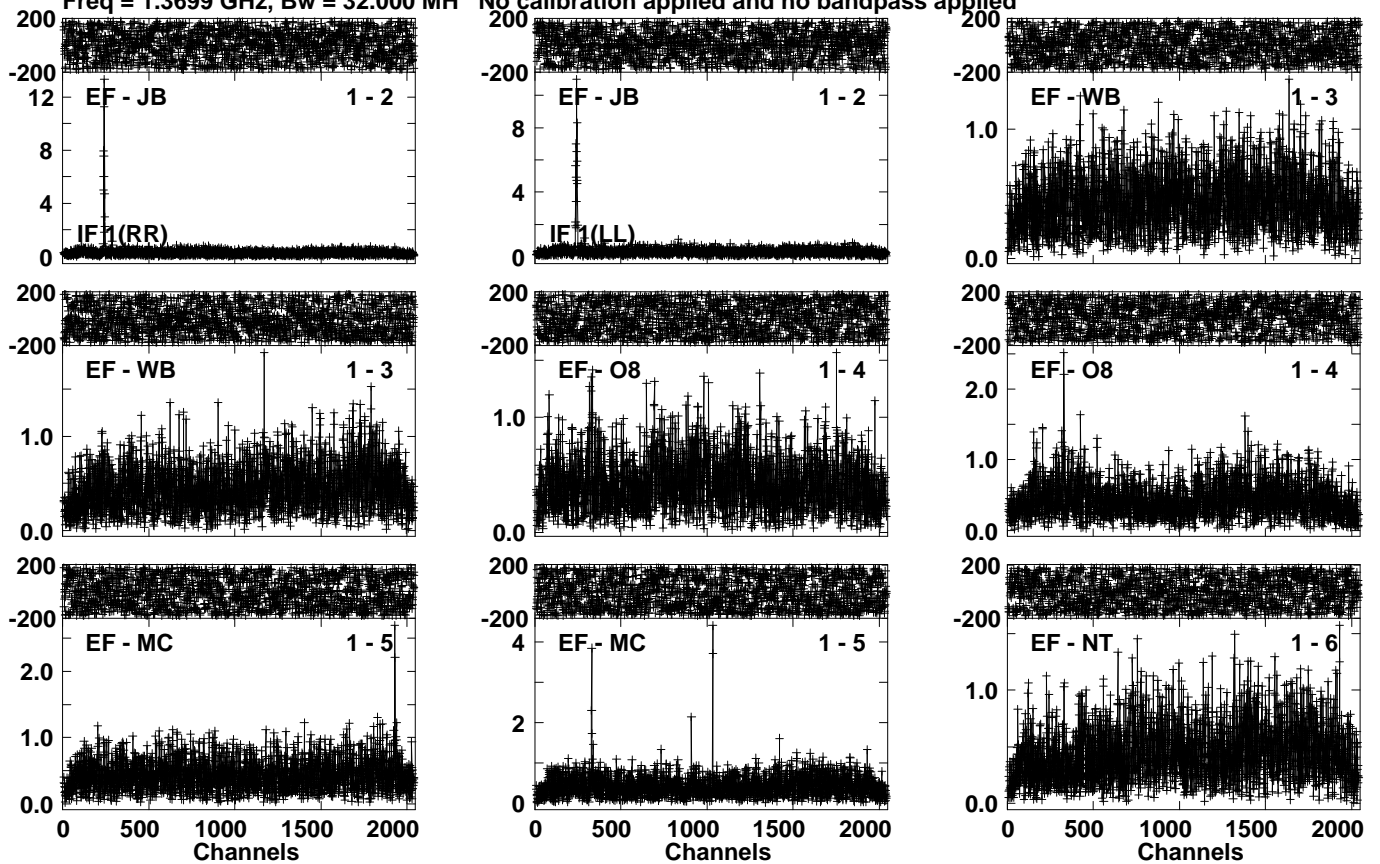 Freq = 1.3699 GHz, Bw = 32.000 MH No calibration applied and no bandpass applied
200 200 200
-200 -200 -200
EF - JB 1 - 2 EF - JB 1 - 2 EF - WB 1 - 3
12
8 8 1.0
4 4
IF 1(RR) IF 1(LL)
0 0 0.0
200 200 200
-200 -200 -200
EF - WB 1 - 3 EF - O8 1 - 4 EF - O8 1 - 4
2.0
1.0 1.0 1.0
0.0 0.0 0.0
200 200 200
-200 -200 -200
EF - MC 1 - 5 EF - MC 1 - 5 EF - NT 1 - 6
2.0 4
1.0 2 1.0
0.0 0 0.0
0 500 1000 1500 2000 0 500 1000 1500 2000 0 500 1000 1500 2000
Channels Channels Channels